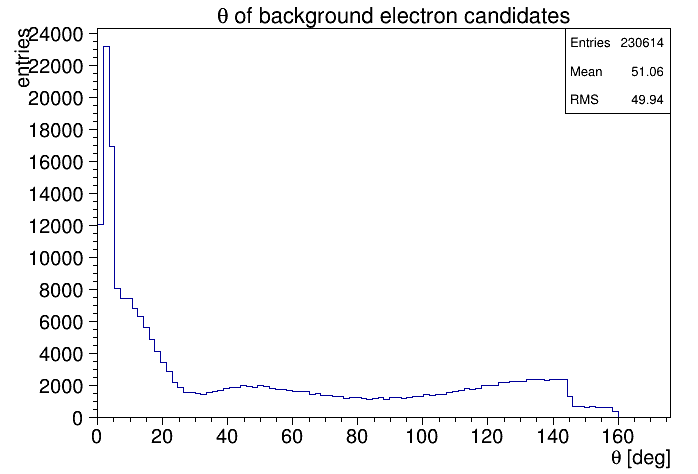 θ of background electron candidates
entries
Entries 230614
Mean 51.06
RMS 49.94
24000
22000
20000
18000
16000
14000
12000
10000
8000
6000
4000
2000
0
0 20 40 60 80 100 120 140 160
θ [deg]